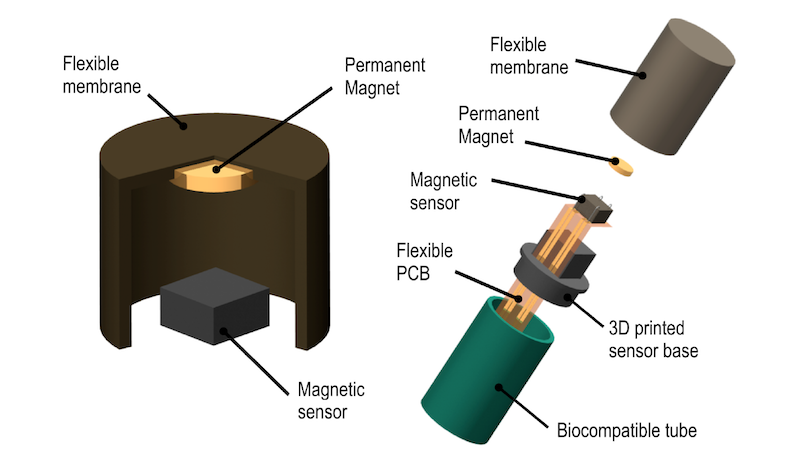 Flexible
membrane
Permanent
Magnet
Magnetic
sensor
Flexible
membrane
Permanent
Magnet
Magnetic
sensor
Flexible
PCB
3D printed
sensor base
Biocompatible tube